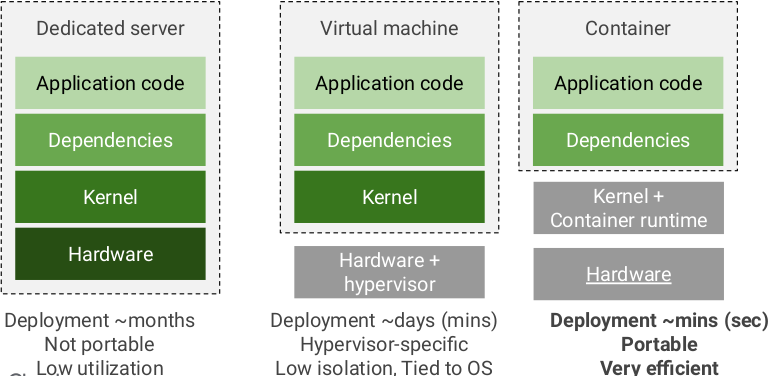 Dedicated server
Application code
Dependencies
Kernel
Hardware
Deployment ~months
Not portable
Low utilization
Virtual machine
Application code
Dependencies
Kernel
Hardware +
hypervisor
Deployment ~days (mins)
Hypervisor-specific
Low isolation, Tied to OS
Container
Application code
Dependencies
Kernel +
Container runtime
Hardware
Deployment ~mins (sec)
Portable
Very efficient